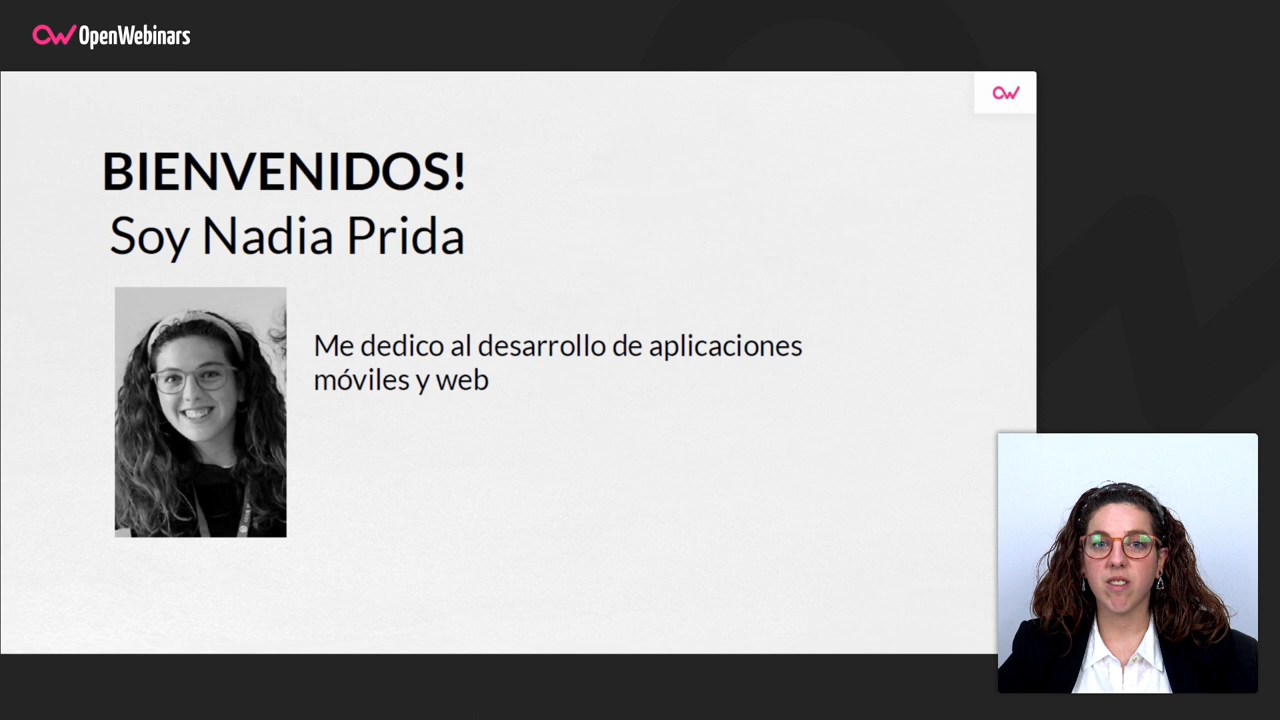 OpenWebinars
BIENVENIDOS!
Soy Nadia Prida
Me dedico al desarrollo de aplicaciones
móviles y web